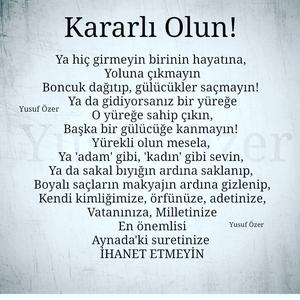 Kararlı Olun!
Ya hiç girmeyin birinin hayatına,
Yoluna çıkmayın
Boncuk dağıtıp, gülücükler saçmayın!
Ya da gidiyorsanız bir yüreğe
Yusuf Özer
O yüreğe sahip çıkın,
Başka bir gülücüğe kanmayın!
Yürekli olun mesela,
Ya 'adam' gibi, 'kadın' gibi sevin,
Ya da sakal bıyığın ardına saklanıp,
Boyalı saçların makyajın ardına gizlenip,
Kendi kimliğimize, örfünüze, adetinize,
Vatanınıza, Milletinize
En önemlisi
Yusuf Özer
Aynada'ki suretinize
İHANET ETMEYİN
Yusuf Özer